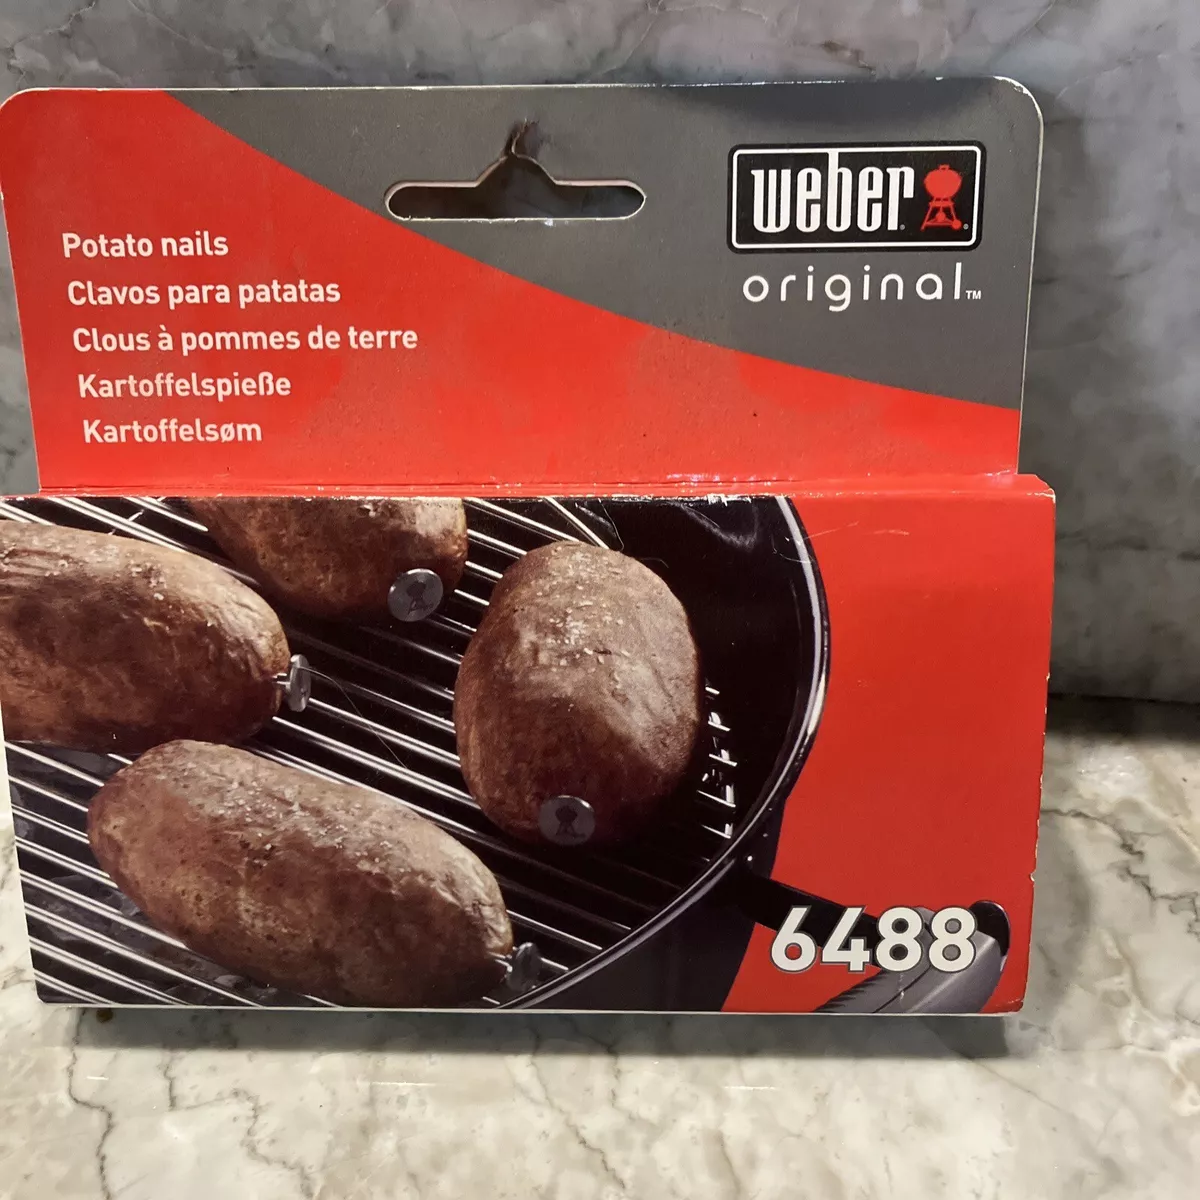 weber
original™
Potato nails
Clavos para patatas
Clous à pommes de terre
Kartoffelspieße
Kartoffelsøm
6488